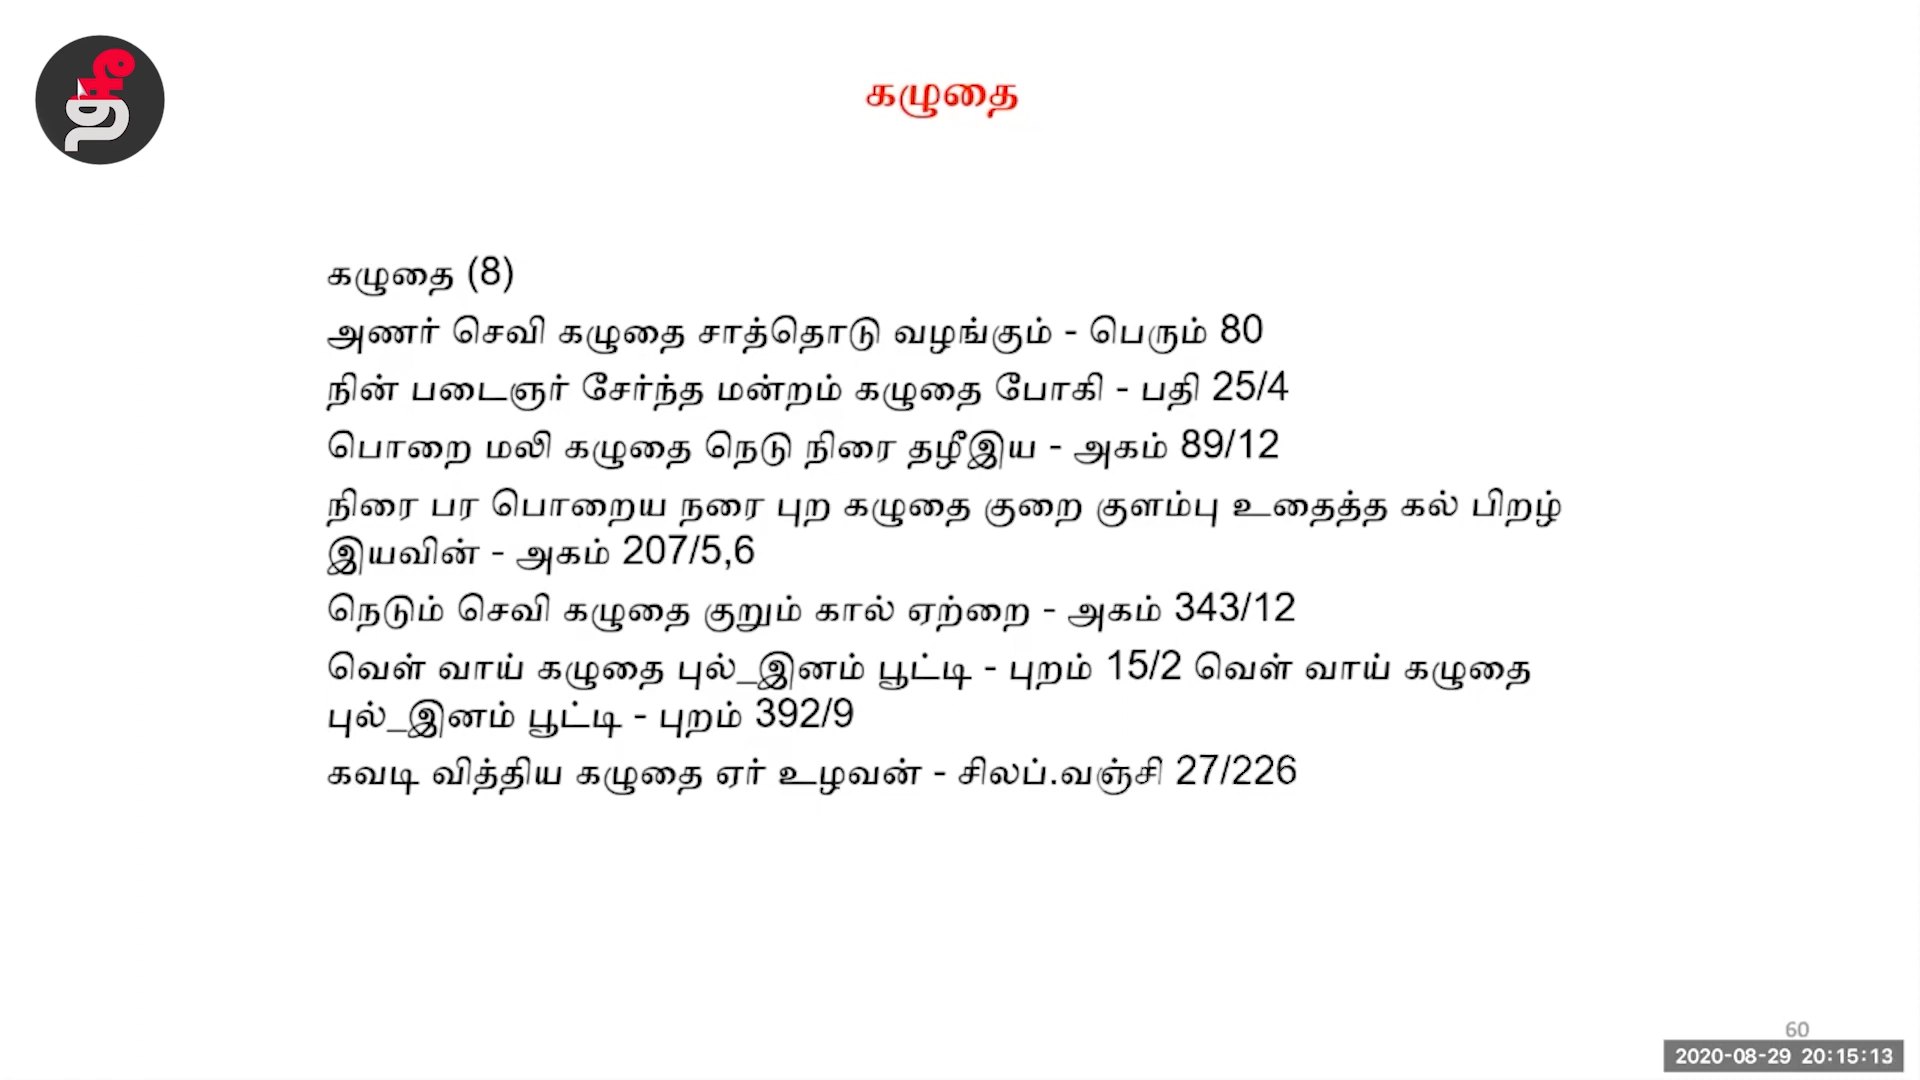 கழுதை
கழுதை (8)
அணர் செவி கழுதை சாத்தொடு வழங்கும் - பெரும் 80
நின் படைஞர் சேர்ந்த மன்றம் கழுதை போகி - பதி 25/4
பொறை மலி கழுதை நெடு நிரை தழீஇய - அகம் 89/12
நிரை பர பொறைய நரை புற கழுதை குறை குளம்பு உதைத்த கல் பிறழ்
இயவின் - அகம் 207/5,6
நெடும் செவி கழுதை குறும் கால் ஏற்றை - அகம் 343/12
வெள் வாய் கழுதை புல்_இனம் பூட்டி - புறம் 15/2 வெள் வாய் கழுதை
புல்_இனம் பூட்டி - புறம் 392/9
கவடி வித்திய கழுதை ஏர் உழவன் - சிலப்.வஞ்சி 27/226
60
2020-08-29 20:15:13